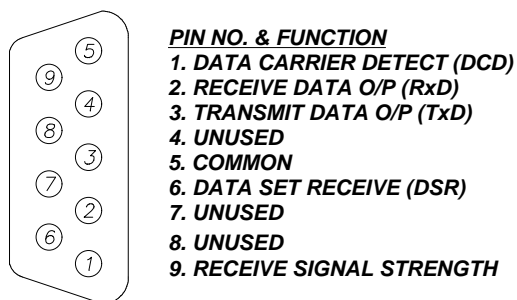 5
9
4
8
3
7
2
6
1
PIN NO. & FUNCTION
1. DATA CARRIER DETECT (DCD)
2. RECEIVE DATA O/P (RxD)
3. TRANSMIT DATA O/P (TxD)
4. UNUSED
5. COMMON
6. DATA SET RECEIVE (DSR)
7. UNUSED
8. UNUSED
9. RECEIVE SIGNAL STRENGTH